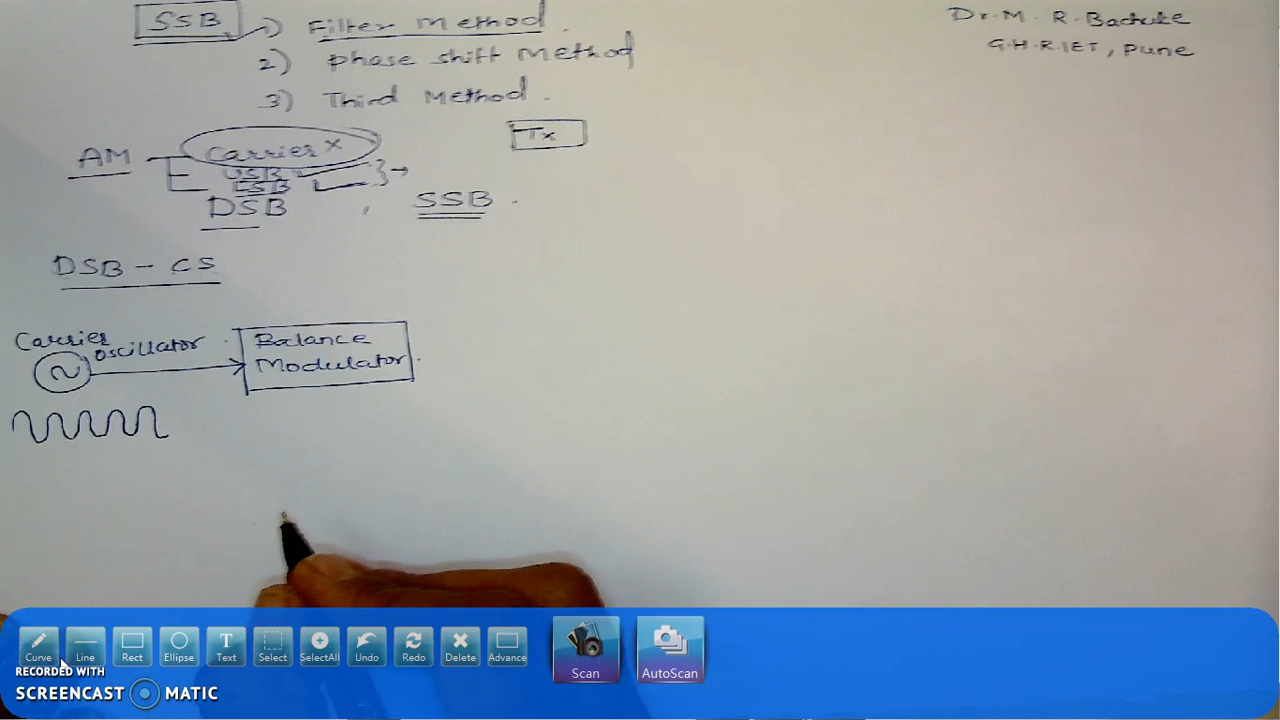 SSB 1) Filter Method.
2) phase shift Method
3) Third Method.
Dr. M. R. Bachute
G.H.R.IET, Pune
Tx
AM Carrier x
USB
LSB
DSB , SSB.
DSB - CS
Carrier
Oscillator
Balance
Modulator
Curve Line Rect Ellipse Text Select SelectAll Undo Redo Delete Advance Scan AutoScan
RECORDED WITH
SCREENCAST MATIC